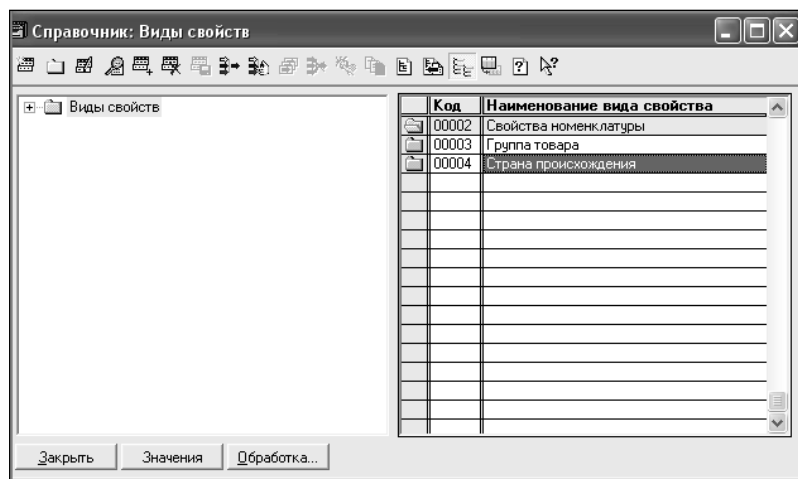 Справочник: Виды свойств
Виды свойств
Код Наименование вида свойства
00002 Свойства номенклатуры
00003 Группа товара
00004 Страна происхождения
Закрыть Значения Обработка...